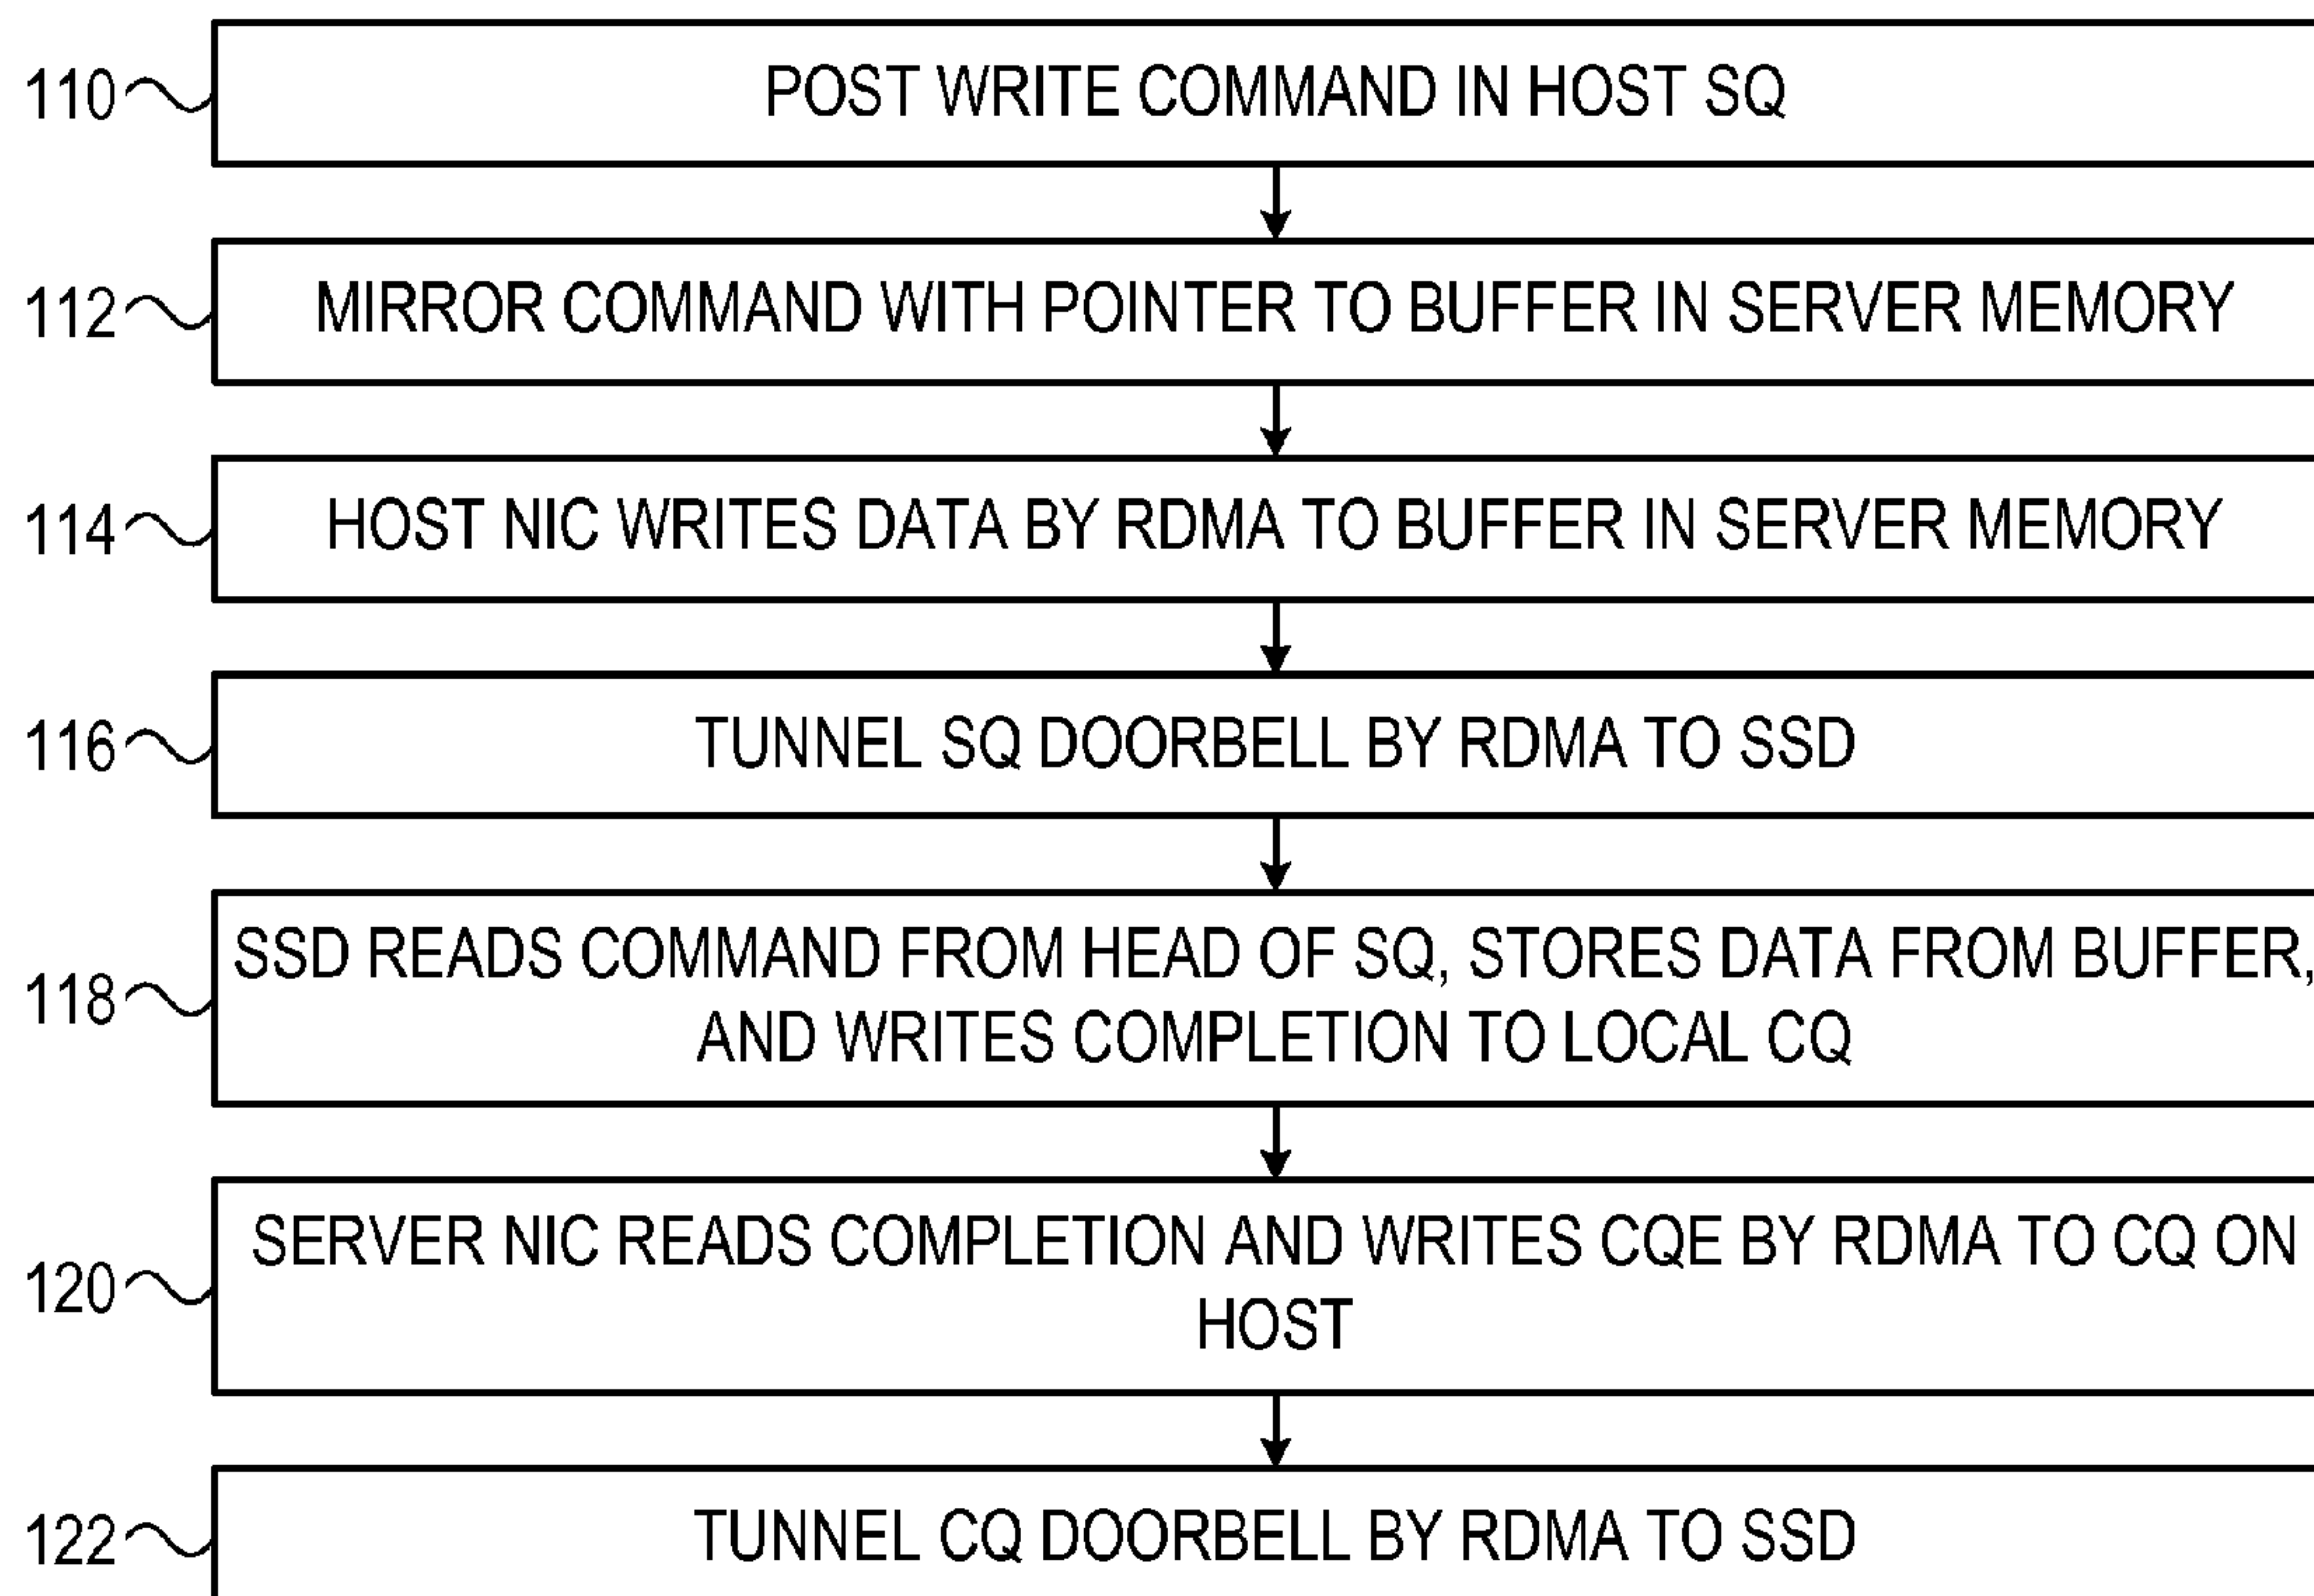 110 POST WRITE COMMAND IN HOST SQ
112 MIRROR COMMAND WITH POINTER TO BUFFER IN SERVER MEMORY
114 HOST NIC WRITES DATA BY RDMA TO BUFFER IN SERVER MEMORY
116 TUNNEL SQ DOORBELL BY RDMA TO SSD
118 SSD READS COMMAND FROM HEAD OF SQ, STORES DATA FROM BUFFER,
AND WRITES COMPLETION TO LOCAL CQ
120 SERVER NIC READS COMPLETION AND WRITES CQE BY RDMA TO CQ ON
HOST
122 TUNNEL CQ DOORBELL BY RDMA TO SSD